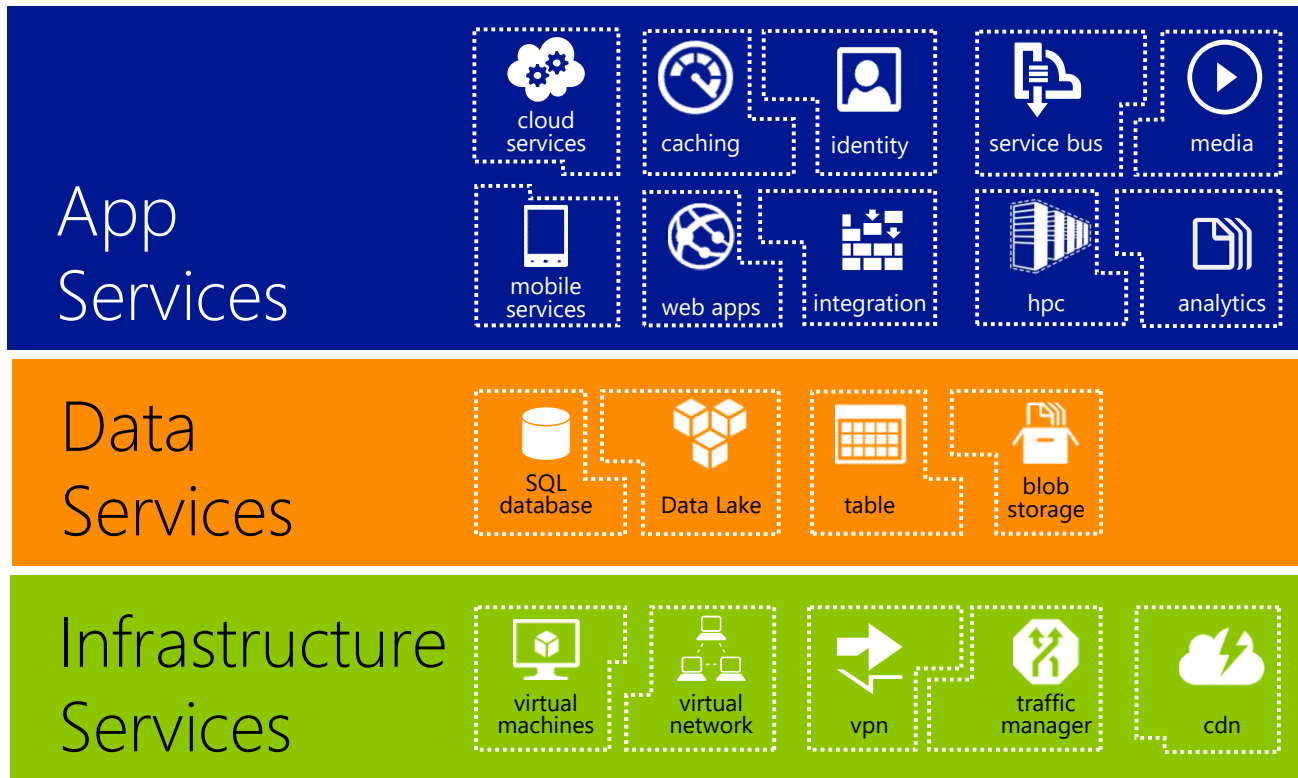 App
Services
cloud
services
caching
identity
service bus
media
mobile
services
web apps
integration
hpc
analytics
Data
Services
SQL
database
Data Lake
table
blob
storage
Infrastructure
Services
virtual
machines
virtual
network
vpn
traffic
manager
cdn